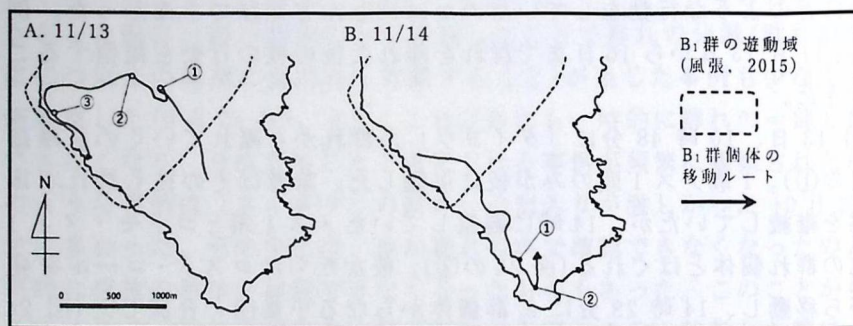 A. 11/13
①
②
③
N
0 500 1000m
B. 11/14
①
②
B₁群の遊動域
(風張, 2015)
B₁群個体の
移動ルート